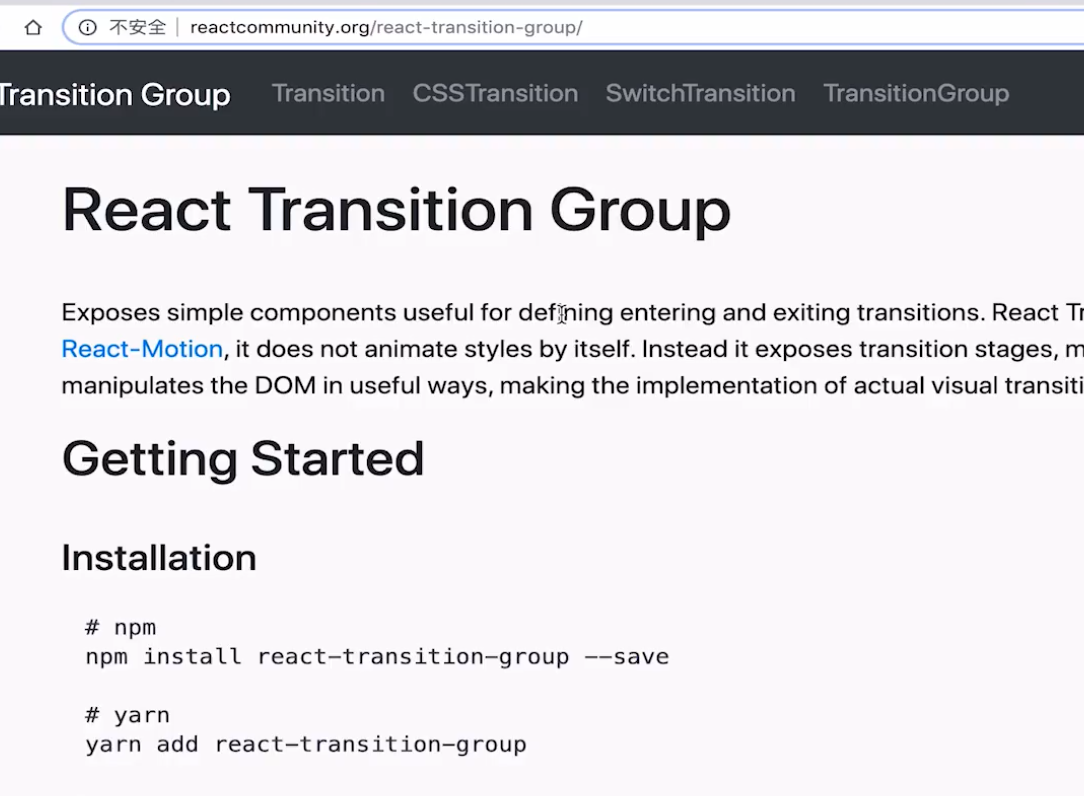 不安全 reactcommunity.org/react-transition-group/
Transition Group Transition CSSTransition SwitchTransition TransitionGroup
React Transition Group
Exposes simple components useful for defining entering and exiting transitions. React
React-Motion, it does not animate styles by itself. Instead it exposes transition stages,
manipulates the DOM in useful ways, making the implementation of actual visual
Getting Started
Installation
# npm
npm install react-transition-group --save
# yarn
yarn add react-transition-group